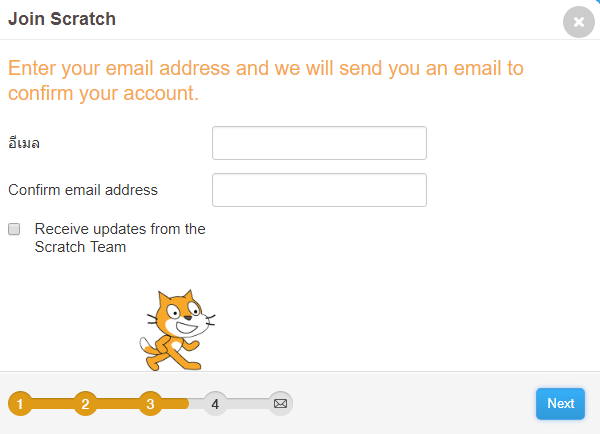 Join Scratch
Enter your email address and we will send you an email to
confirm your account.
อีเมล
Confirm email address
Receive updates from the
Scratch Team
1 2 3 4
Next